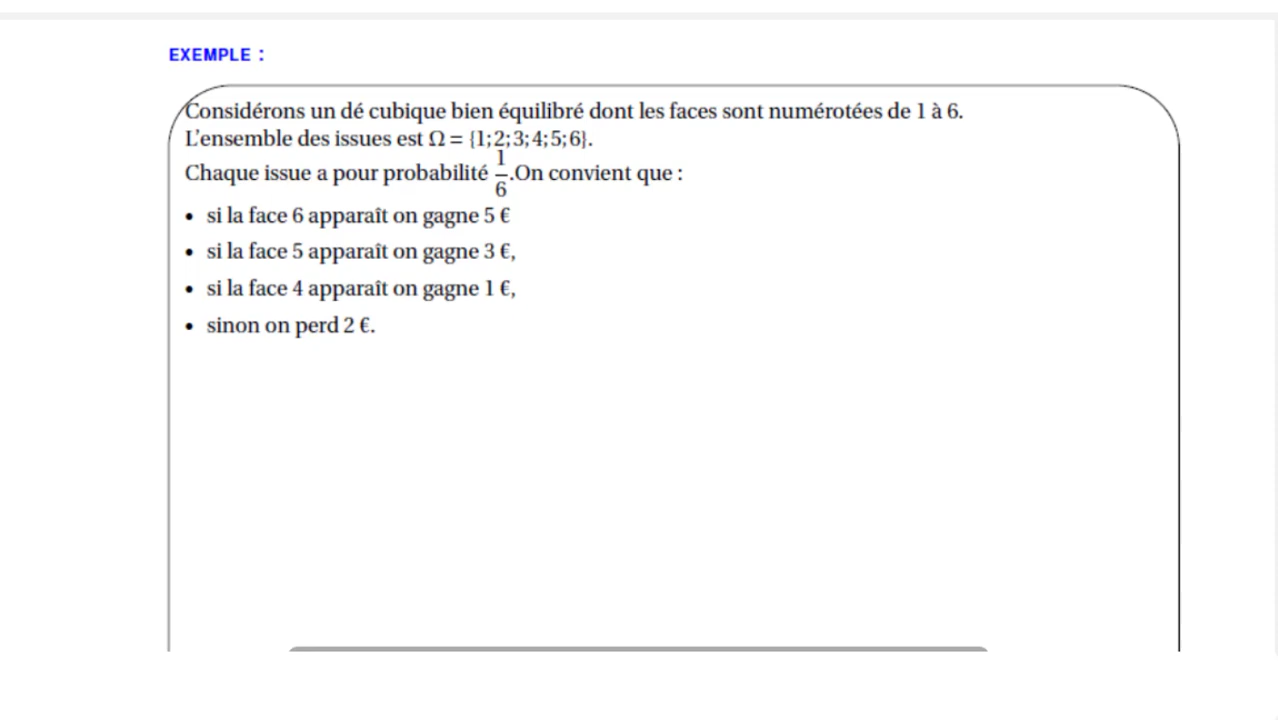 EXEMPLE :
Considérons un dé cubique bien équilibré dont les faces sont numérotées de 1 à 6.
L'ensemble des issues est Ω = {1;2;3;4;5;6}.
Chaque issue a pour probabilité 1/6.On convient que :
• si la face 6 apparaît on gagne 5 €
• si la face 5 apparaît on gagne 3 €,
• si la face 4 apparaît on gagne 1 €,
• sinon on perd 2 €.